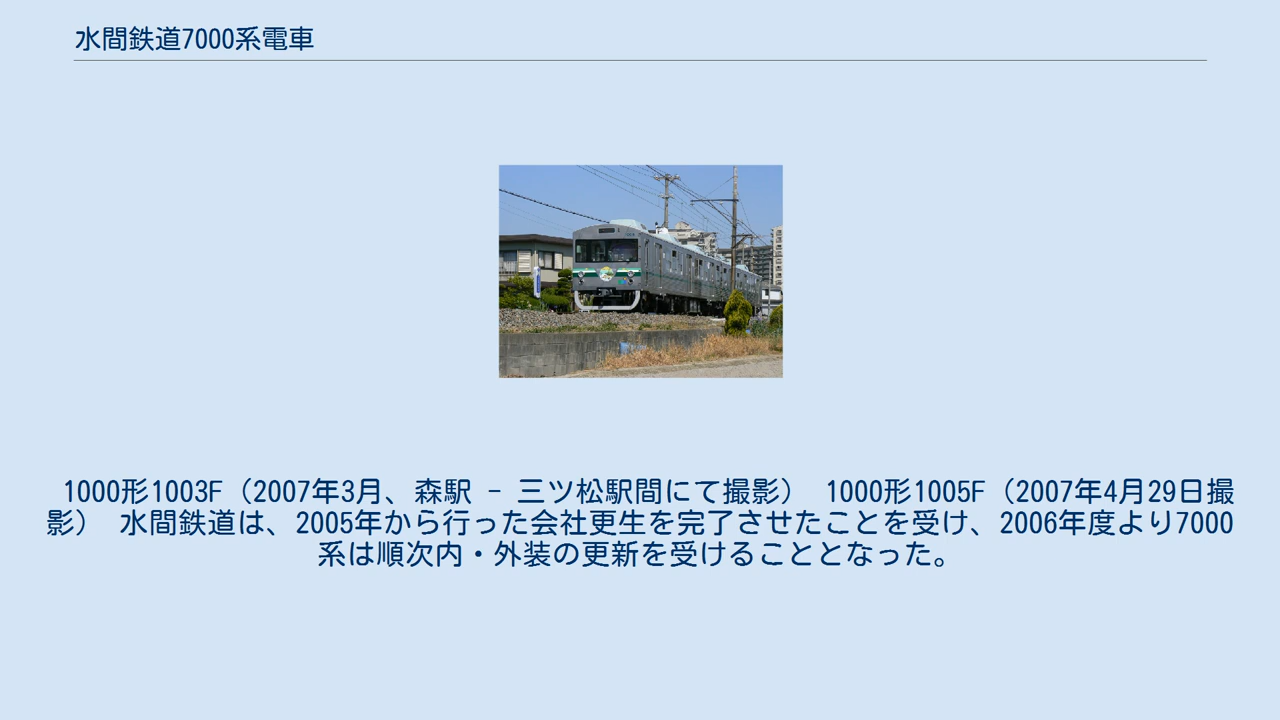 水間鉄道7000系電車
1000形1003F（2007年3月、森駅 - 三ツ松駅間にて撮影） 1000形1005F（2007年4月29日撮
影） 水間鉄道は、2005年から行った会社更生を完了させたことを受け、2006年度より7000
系は順次内・外装の更新を受けることとなった。